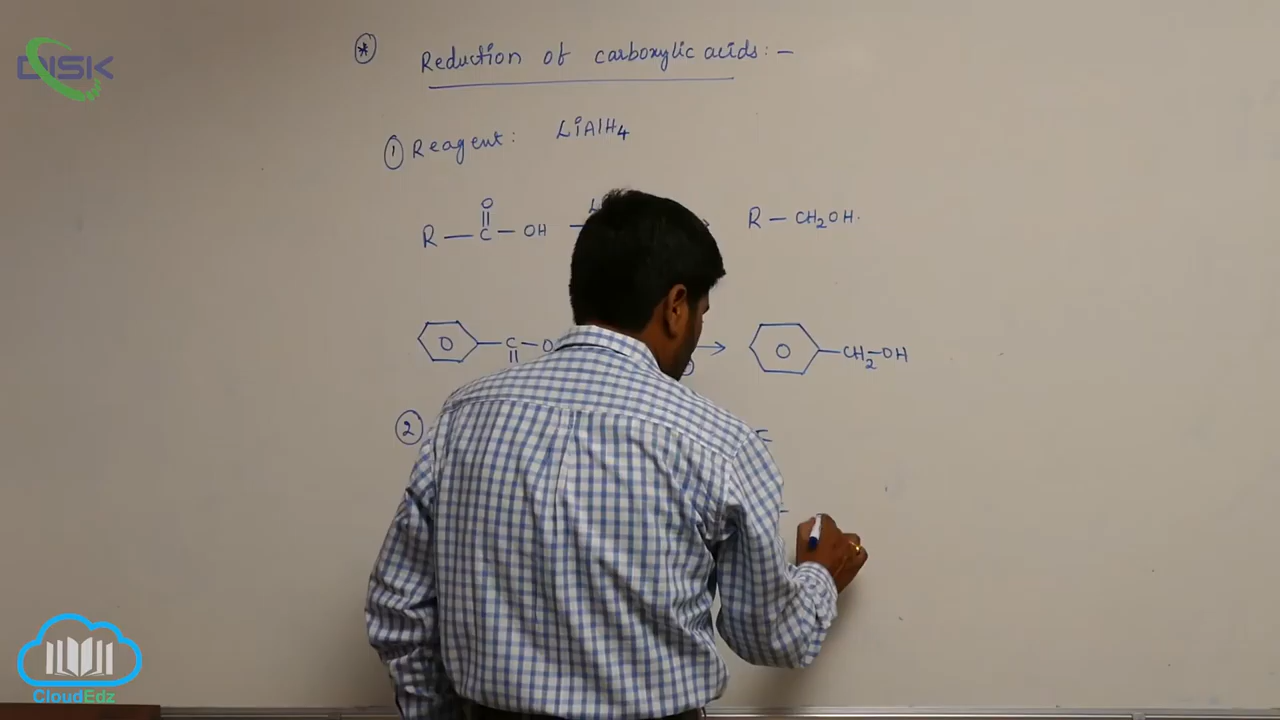 DISK
* Reduction of carboxylic acids: –
① Reagent: LiAlH4
O
R — C — OH R — CH2OH.
C — O CH2–OH
②
CloudEdz